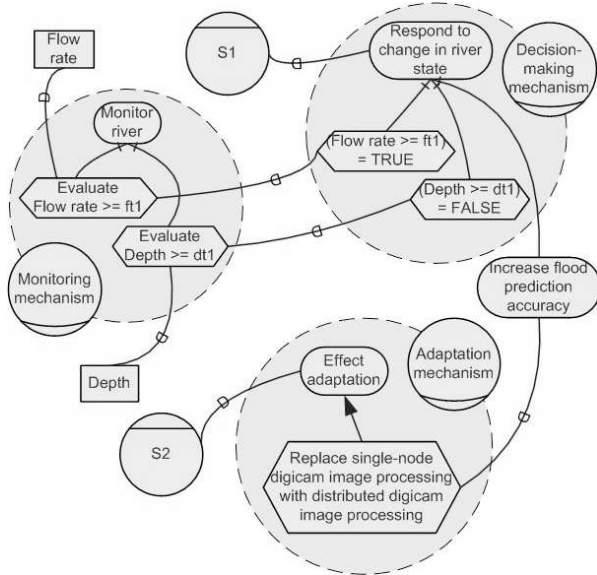 Flow
rate
S1
Respond to
change in river
state
Decision-
making
mechanism
Monitor
river
(Flow rate >= ft1)
= TRUE
Evaluate
Flow rate >= ft1
(Depth >= dt1)
= FALSE
Evaluate
Depth >= dt1
Monitoring
mechanism
Increase flood
prediction
accuracy
Depth
Effect
adaptation
Adaptation
mechanism
S2
Replace single-node
digicam image processing
with distributed digicam
image processing